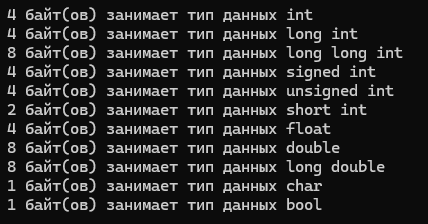 4 байт(ов) занимает тип данных int
4 байт(ов) занимает тип данных long int
8 байт(ов) занимает тип данных long long int
4 байт(ов) занимает тип данных signed int
4 байт(ов) занимает тип данных unsigned int
2 байт(ов) занимает тип данных short int
4 байт(ов) занимает тип данных float
8 байт(ов) занимает тип данных double
8 байт(ов) занимает тип данных long double
1 байт(ов) занимает тип данных char
1 байт(ов) занимает тип данных bool